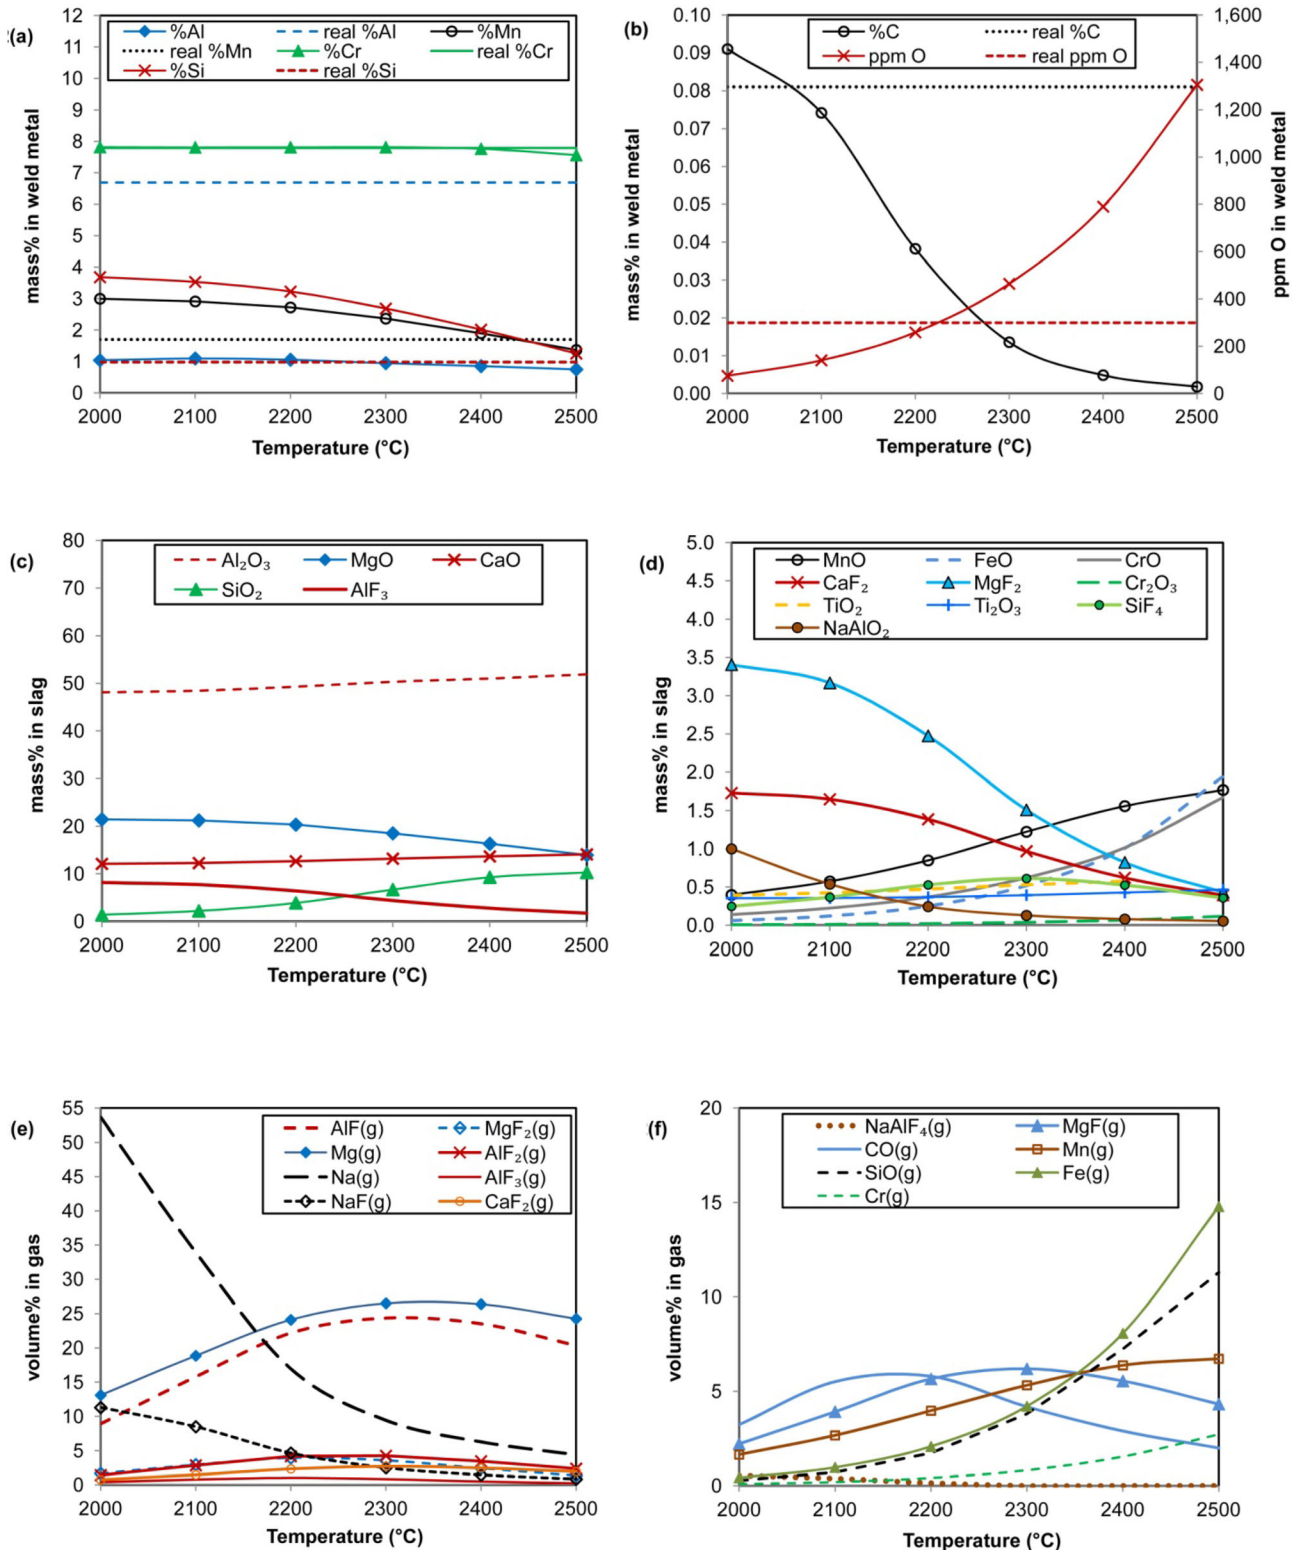 (a)
%Al real %Al %Mn
real %Mn %Cr real %Cr
%Si real %Si
12
11
10
9
8
7
6
5
4
3
2
1
0
mass% in weld metal
2000 2100 2200 2300 2400 2500
Temperature (°C)
(b)
%C real %C
ppm O real ppm O
0.10
0.09
0.08
0.07
0.06
0.05
0.04
0.03
0.02
0.01
0.00
mass% in weld metal
1,600
1,400
1,200
1,000
800
600
400
200
0
ppm O in weld metal
2000 2100 2200 2300 2400 2500
Temperature (°C)
(c)
Al₂O₃ MgO CaO
SiO₂ AlF₃
80
70
60
50
40
30
20
10
0
mass% in slag
2000 2100 2200 2300 2400 2500
Temperature (°C)
(d)
MnO FeO CrO
CaF₂ MgF₂ Cr₂O₃
TiO₂ Ti₂O₃ SiF₄
NaAlO₂
5.0
4.5
4.0
3.5
3.0
2.5
2.0
1.5
1.0
0.5
0.0
mass% in slag
2000 2100 2200 2300 2400 2500
Temperature (°C)
(e)
AlF(g) MgF₂(g)
Mg(g) AlF₂(g)
Na(g) AlF₃(g)
NaF(g) CaF₂(g)
55
50
45
40
35
30
25
20
15
10
5
0
volume% in gas
2000 2100 2200 2300 2400 2500
Temperature (°C)
(f)
NaAlF₄(g) MgF(g)
CO(g) Mn(g)
SiO(g) Fe(g)
Cr(g)
20
15
10
5
0
volume% in gas
2000 2100 2200 2300 2400 2500
Temperature (°C)